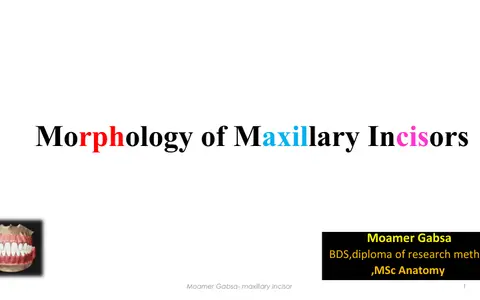 Morphology of Maxillary Incisors
Moamer Gabsa
BDS,diploma of research meth
,MSc Anatomy
Moamer Gabsa- maxillary incisor
1